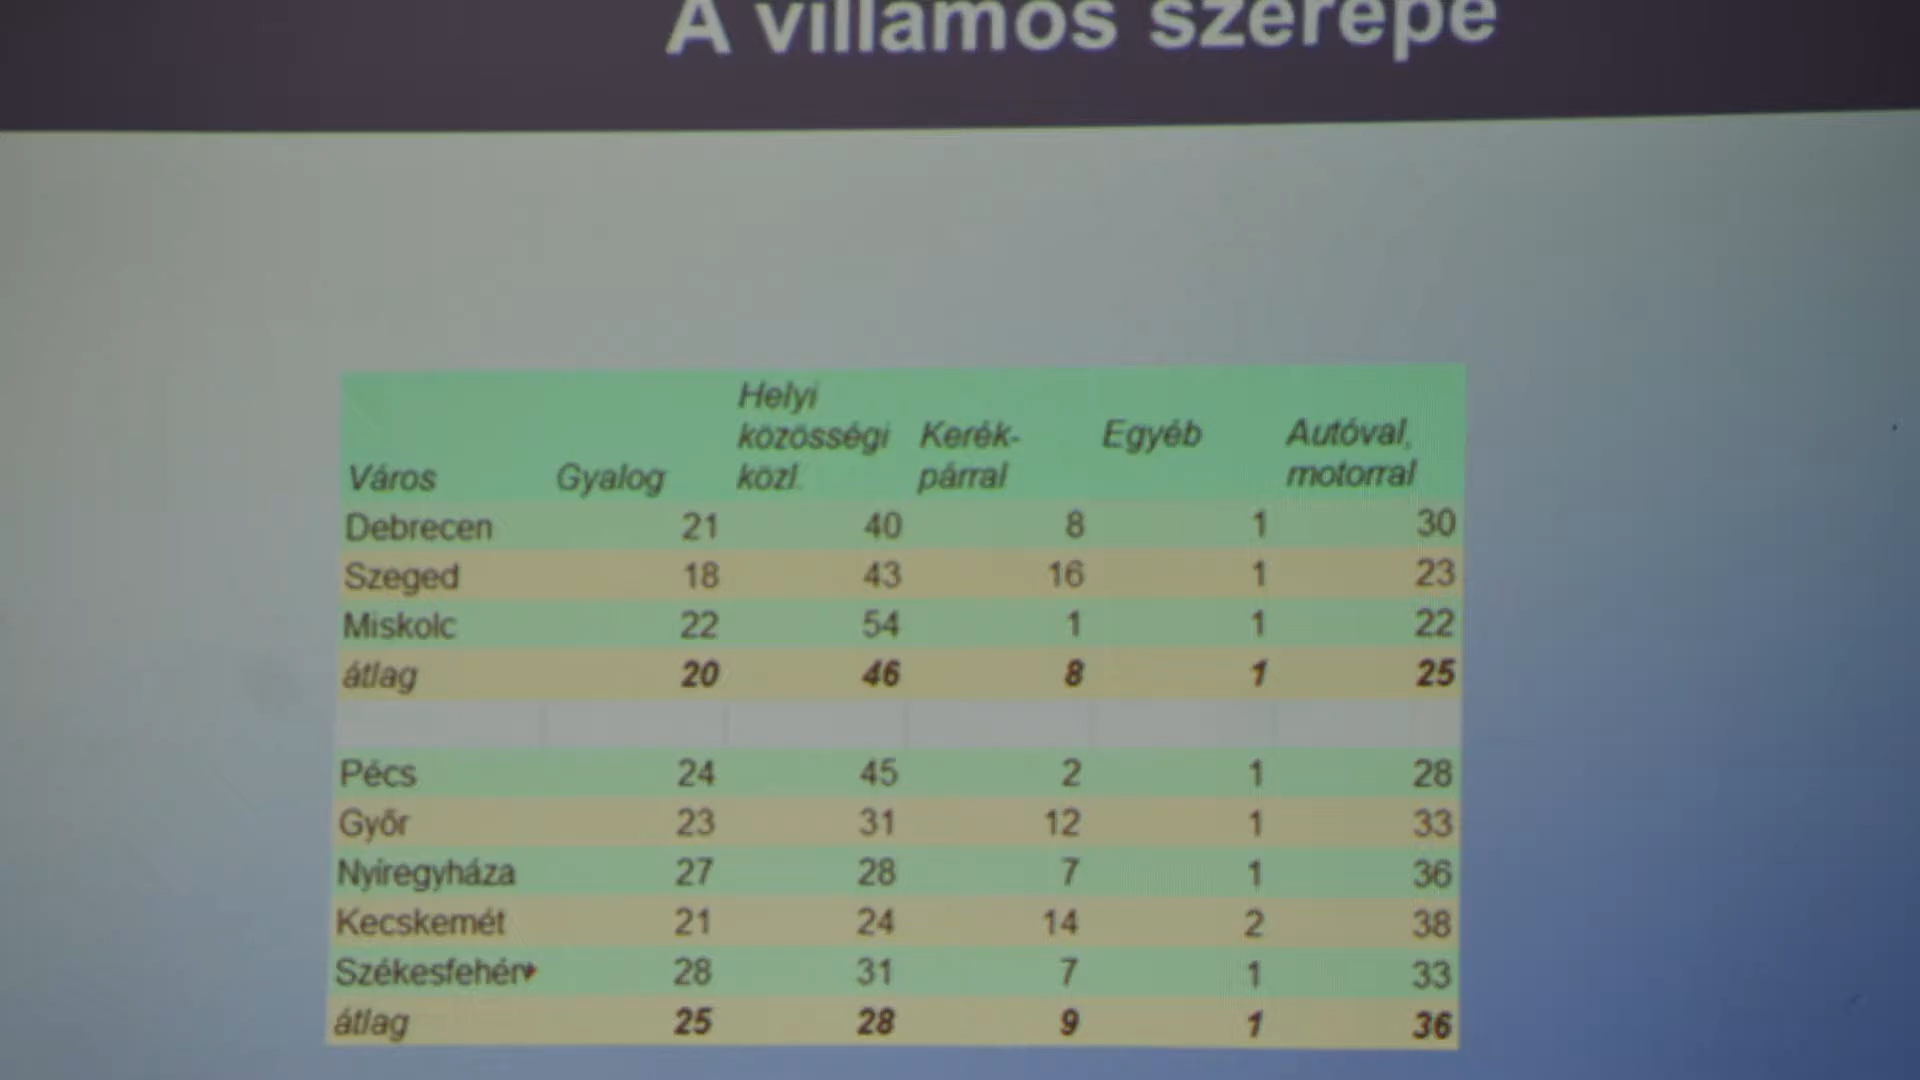 A villamos szerepe
Város Gyalog Helyi közösségi közl. Kerék-párral Egyéb Autóval, motorral
Debrecen 21 40 8 1 30
Szeged 18 43 16 1 23
Miskolc 22 54 1 1 22
átlag 20 46 8 1 25
Pécs 24 45 2 1 28
Győr 23 31 12 1 33
Nyíregyháza 27 28 7 1 36
Kecskemét 21 24 14 2 38
Székesfehérv 28 31 7 1 33
átlag 25 28 9 1 36